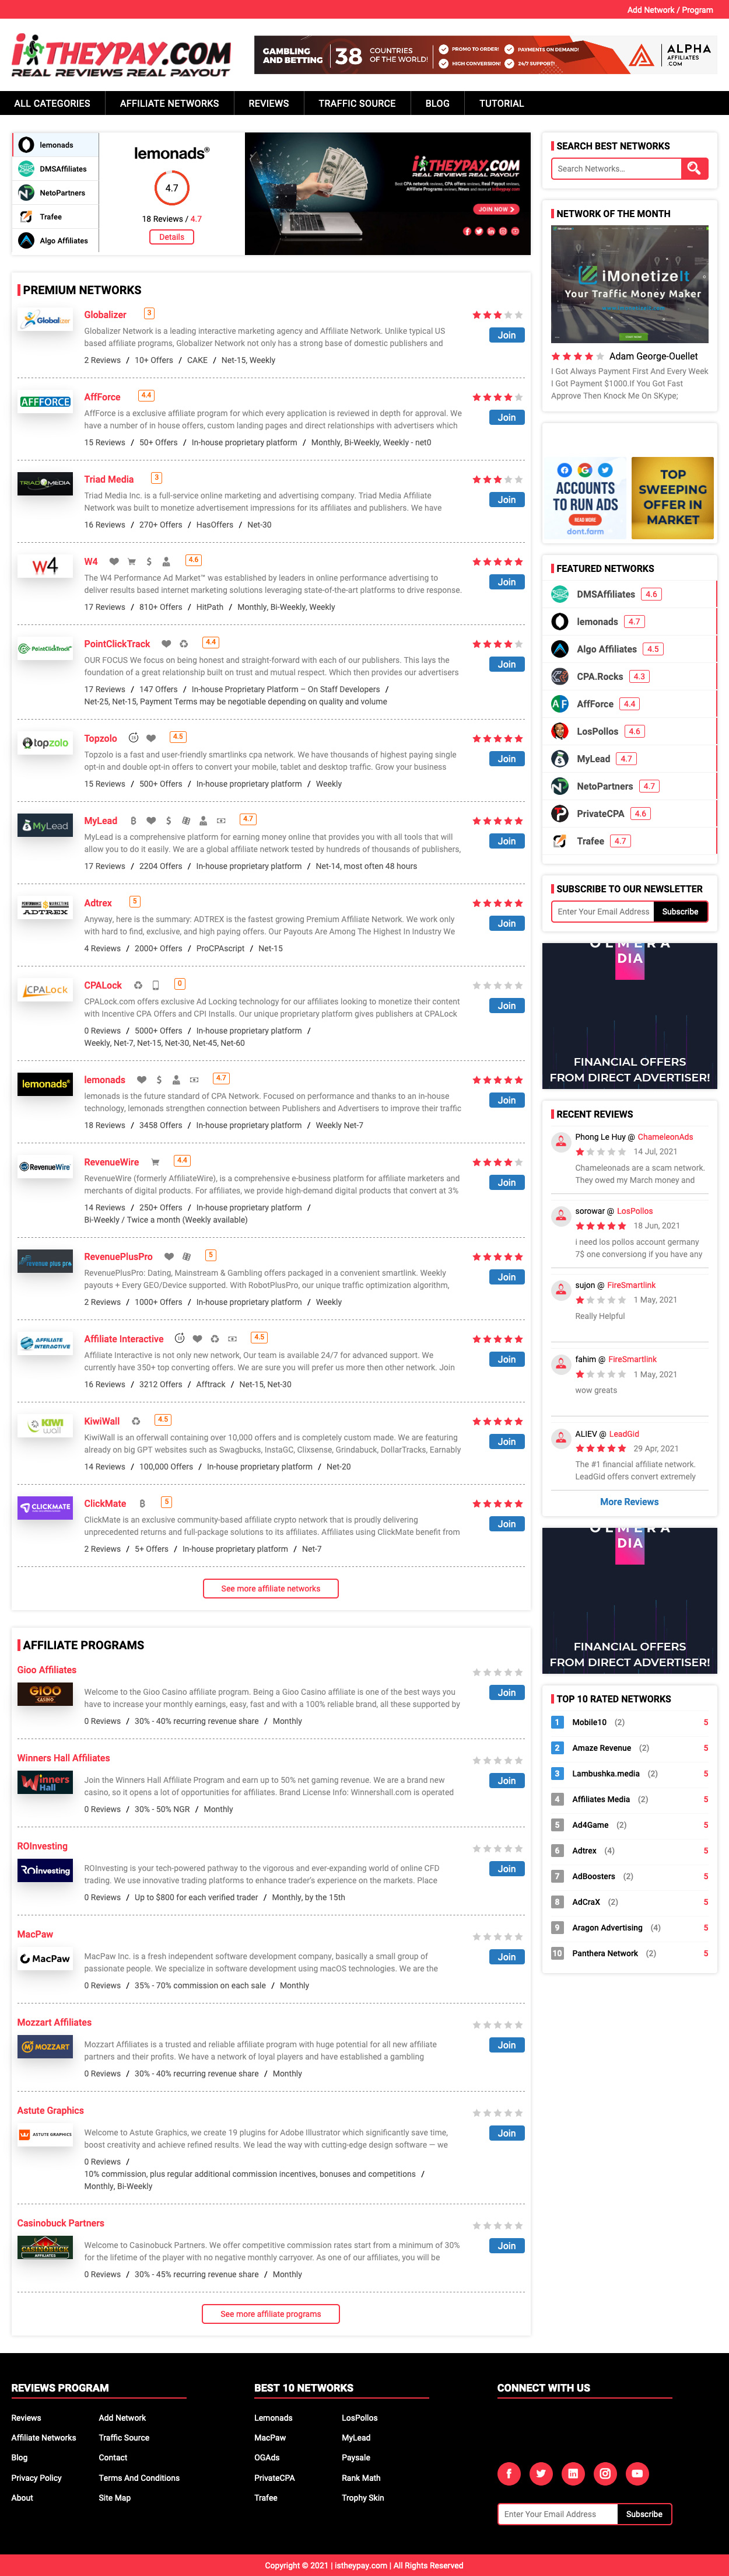 Add Network / Program
iSTHEYPAY.COM
REAL REVIEWS REAL PAYOUT
GAMBLING AND BETTING
38 COUNTRIES OF THE WORLD!
PROMO TO ORDER!
PAYMENTS ON DEMAND!
HIGH CONVERSION!
24/7 SUPPORT!
ALPHA AFFILIATES.COM
ALL CATEGORIES
AFFILIATE NETWORKS
REVIEWS
TRAFFIC SOURCE
BLOG
TUTORIAL
lemonads
DMSAffiliates
NetoPartners
Trafee
Algo Affiliates
lemonads®
4.7
18 Reviews / 4.7
Details
iSTHEYPAY.COM
JOIN NOW
PREMIUM NETWORKS
Globalizer 3
Globalizer Network is a leading interactive marketing agency and Affiliate Network. Unlike typical US
based affiliate programs, Globalizer Network not only has a strong base of domestic publishers and
2 Reviews / 10+ Offers / CAKE / Net-15, Weekly
Join
AFFFORCE
AffForce 4.4
AffForce is a exclusive affiliate program for which every application is reviewed in depth for approval. We
have a number of in house offers, custom landing pages and direct relationships with advertisers which
15 Reviews / 50+ Offers / In-house proprietary platform / Monthly, Bi-Weekly, Weekly - net0
Join
TRIAD MEDIA
Triad Media 3
Triad Media Inc. is a full-service online marketing and advertising company. Triad Media Affiliate
Network was built to monetize advertisement impressions for its affiliates and publishers. We have
16 Reviews / 270+ Offers / HasOffers / Net-30
Join
W4
W4 4.6
The W4 Performance Ad Market™ was established by leaders in online performance advertising to
deliver results based internet marketing solutions leveraging state-of-the-art platforms to drive response.
17 Reviews / 810+ Offers / HitPath / Monthly, Bi-Weekly, Weekly
Join
PointClickTrack
PointClickTrack 4.4
OUR FOCUS We focus on being honest and straight-forward with each of our publishers. This lays the
foundation of a great relationship built on trust and mutual respect. Which then provides our advertisers
17 Reviews / 147 Offers / In-house Proprietary Platform – On Staff Developers /
Net-25, Net-15, Payment Terms may be negotiable depending on quality and volume
Join
topzolo
Topzolo 4.5
Topzolo is a fast and user-friendly smartlinks cpa network. We have thousands of highest paying single
opt-in and double opt-in offers to convert your mobile, tablet and desktop traffic. Grow your business
15 Reviews / 500+ Offers / In-house proprietary platform / Weekly
Join
MyLead
MyLead 4.7
MyLead is a comprehensive platform for earning money online that provides you with all tools that will
allow you to do it easily. We are a global affiliate network trusted by hundreds of thousands of publishers,
17 Reviews / 2204 Offers / In-house proprietary platform / Net-14, most often 48 hours
Join
ADTREX
Adtrex 5
Anyway, here is the summary: ADTREX is the fastest growing Premium Affiliate Network. We work only
with hard to find, exclusive, and high paying offers. Our Payouts Are Among The Highest In Industry We
4 Reviews / 2000+ Offers / ProCPAscript / Net-15
Join
CPALock
CPALock 0
CPALock.com offers exclusive Ad Locking technology for our affiliates looking to monetize their content
with Incentive CPA Offers and CPI Installs. Our unique proprietary platform gives publishers at CPALock
0 Reviews / 5000+ Offers / In-house proprietary platform /
Weekly, Net-7, Net-15, Net-30, Net-45, Net-60
Join
lemonads®
lemonads 4.7
lemonads is the future standard of CPA Network. Focused on performance and thanks to an in-house
technology, lemonads strengthen connection between Publishers and Advertisers to improve their traffic
18 Reviews / 3458 Offers / In-house proprietary platform / Weekly Net-7
Join
RevenueWire
RevenueWire 4.4
RevenueWire (formerly AffiliateWire), is a comprehensive e-business platform for affiliate marketers and
merchants of digital products. For affiliates, we provide high-demand digital products that convert at 3%
14 Reviews / 250+ Offers / In-house proprietary platform /
Bi-Weekly / Twice a month (Weekly available)
Join
revenue plus pro
RevenuePlusPro 5
RevenuePlusPro: Dating, Mainstream & Gambling offers packaged in a convenient smartlink. Weekly
payouts + Every GEO/Device supported. With RobotPlusPro, our unique traffic optimization algorithm,
2 Reviews / 1000+ Offers / In-house proprietary platform / Weekly
Join
AFFILIATE INTERACTIVE
Affiliate Interactive 4.5
Affiliate Interactive is not only new network, Our team is available 24/7 for advanced support. We
currently have 350+ top converting offers. We are sure you will prefer us more then other network. Join
16 Reviews / 3212 Offers / Afftrack / Net-15, Net-30
Join
KIWI wall
KiwiWall 4.5
KiwiWall is an offerwall containing over 10,000 offers and is completely custom made. We are featuring
already on big GPT websites such as Swagbucks, InstaGC, Clixsense, Grindabuck, DollarTracks, Earnably
14 Reviews / 100,000 Offers / In-house proprietary platform / Net-20
Join
CLICKMATE
ClickMate 5
ClickMate is an exclusive community-based affiliate crypto network that is proudly delivering
unprecedented returns and full-package solutions to its affiliates. Affiliates using ClickMate benefit from
2 Reviews / 5+ Offers / In-house proprietary platform / Net-7
Join
See more affiliate networks
AFFILIATE PROGRAMS
Gioo Affiliates
GIOO CASINO
Welcome to the Gioo Casino affiliate program. Being a Gioo Casino affiliate is one of the best ways you
have to increase your monthly earnings, easy, fast and with a 100% reliable brand, all these supported by
0 Reviews / 30% - 40% recurring revenue share / Monthly
Join
Winners Hall Affiliates
Winners Hall
Join the Winners Hall Affiliate Program and earn up to 50% net gaming revenue. We are a brand new
casino, so it opens a lot of opportunities for affiliates. Brand License Info: Winnershall.com is operated
0 Reviews / 30% - 50% NGR / Monthly
Join
ROInvesting
ROinvesting
ROInvesting is your tech-powered pathway to the vigorous and ever-expanding world of online CFD
trading. We use innovative trading platforms to enhance trader's experience on the markets. Place
0 Reviews / Up to $800 for each verified trader / Monthly, by the 15th
Join
MacPaw
MacPaw
MacPaw Inc. is a fresh independent software development company, basically a small group of
passionate people. We specialize in software development using macOS technologies. We are the
0 Reviews / 35% - 70% commission on each sale / Monthly
Join
Mozzart Affiliates
MOZZART
Mozzart Affiliates is a trusted and reliable affiliate program with huge potential for all new affiliate
partners and their profits. We have a network of loyal players and have established a gambling
0 Reviews / 30% - 40% recurring revenue share / Monthly
Join
Astute Graphics
ASTUTE GRAPHICS
Welcome to Astute Graphics, we create 19 plugins for Adobe Illustrator which significantly save time,
boost creativity and achieve refined results. We lead the way with cutting-edge design software — we
0 Reviews /
10% commission, plus regular additional commission incentives, bonuses and competitions /
Monthly, Bi-Weekly
Join
Casinobuck Partners
CASINOBUCK AFFILIATES
Welcome to Casinobuck Partners. We offer competitive commission rates start from a minimum of 30%
for the lifetime of the player with no negative monthly carryover. As one of our affiliates, you will be
0 Reviews / 30% - 45% recurring revenue share / Monthly
Join
See more affiliate programs
SEARCH BEST NETWORKS
Search Networks...
NETWORK OF THE MONTH
iMonetizeIt
Your Traffic Money Maker
Adam George-Ouellet
I Got Always Payment First And Every Week
I Got Payment $1000.If You Got Fast
Approve Then Knock Me On SKype;
ACCOUNTS TO RUN ADS
READ MORE
dont.farm
TOP SWEEPING OFFER IN MARKET
FEATURED NETWORKS
DMSAffiliates 4.6
lemonads 4.7
Algo Affiliates 4.5
CPA.Rocks 4.3
AffForce 4.4
LosPollos 4.6
MyLead 4.7
NetoPartners 4.7
PrivateCPA 4.6
Trafee 4.7
SUBSCRIBE TO OUR NEWSLETTER
Enter Your Email Address
Subscribe
DIA
FINANCIAL OFFERS
FROM DIRECT ADVERTISER!
RECENT REVIEWS
Phong Le Huy @ ChameleonAds
14 Jul, 2021
Chameleonads are a scam network.
They owed my March money and
sorowar @ LosPollos
18 Jun, 2021
i need los pollos account germany
7$ one conversiong if you have any
sujon @ FireSmartlink
1 May, 2021
Really Helpful
fahim @ FireSmartlink
1 May, 2021
wow greats
ALIEV @ LeadGid
29 Apr, 2021
The #1 financial affiliate network.
LeadGid offers convert extremely
More Reviews
DIA
FINANCIAL OFFERS
FROM DIRECT ADVERTISER!
TOP 10 RATED NETWORKS
1 Mobile10 (2) 5
2 Amaze Revenue (2) 5
3 Lambushka.media (2) 5
4 Affiliates Media (2) 5
5 Ad4Game (2) 5
6 Adtrex (4) 5
7 AdBoosters (2) 5
8 AdCraX (2) 5
9 Aragon Advertising (4) 5
10 Panthera Network (2) 5
REVIEWS PROGRAM
Reviews
Add Network
Affiliate Networks
Traffic Source
Blog
Contact
Privacy Policy
Terms And Conditions
About
Site Map
BEST 10 NETWORKS
Lemonads
LosPollos
MacPaw
MyLead
OGAds
Paysale
PrivateCPA
Rank Math
Trafee
Trophy Skin
CONNECT WITH US
Enter Your Email Address
Subscribe
Copyright © 2021 | istheypay.com | All Rights Reserved